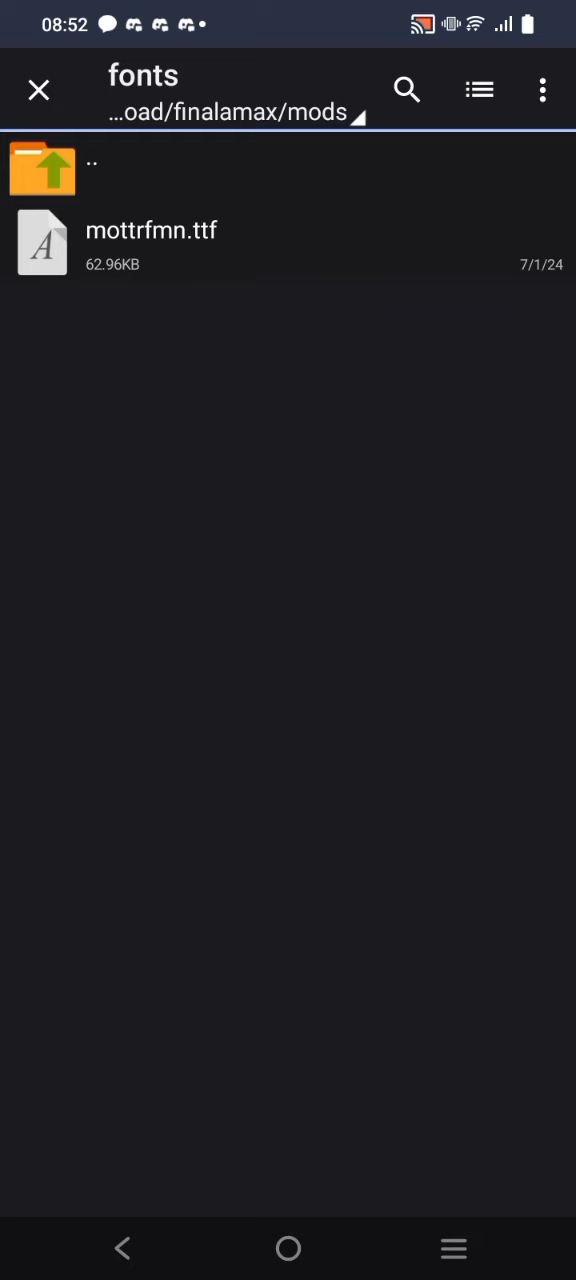 08:52
fonts
...oad/finalamax/mods
..
mottrfmn.ttf
62.96KB
7/1/24